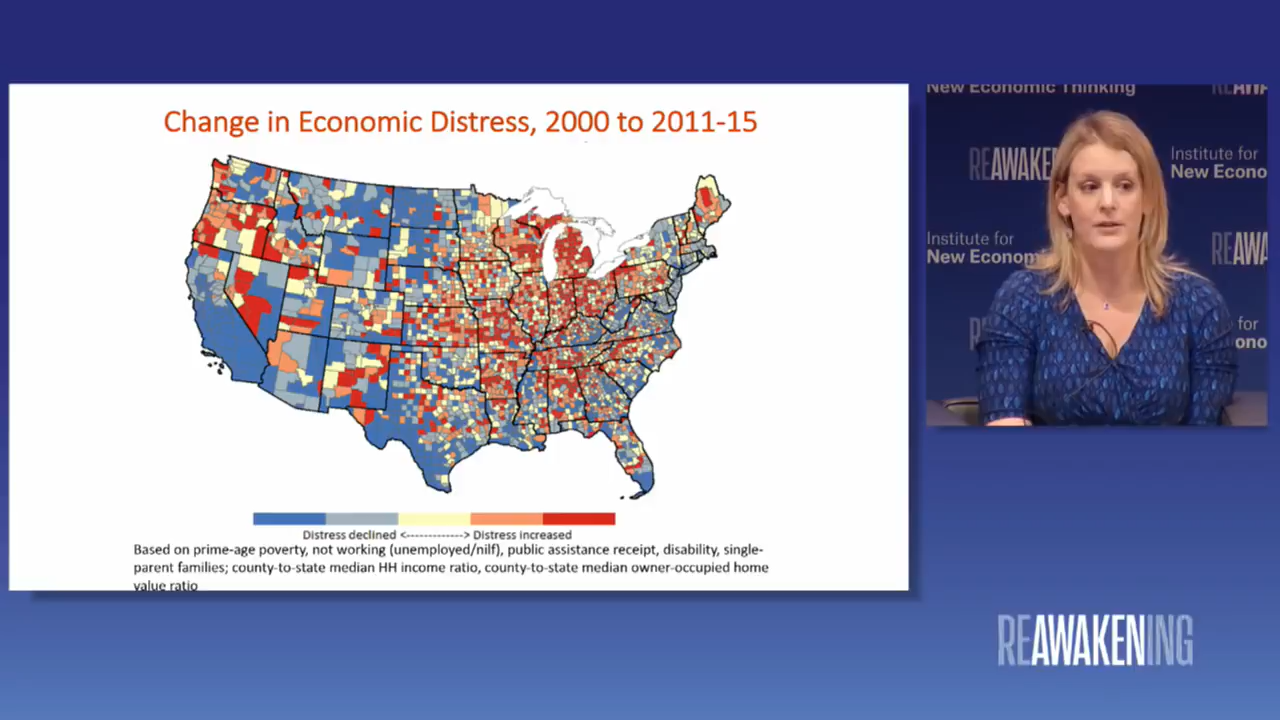 Change in Economic Distress, 2000 to 2011-15
Distress declined <------------> Distress increased
Based on prime-age poverty, not working (unemployed/nilf), public assistance receipt, disability, single-
parent families; county-to-state median HH income ratio, county-to-state median owner-occupied home
value ratio
New Economic Thinking
REAWA
REAWAKE
Institute for
New Econo
Institute for
New Econom
REAWA
for
ono
REAWAKENING